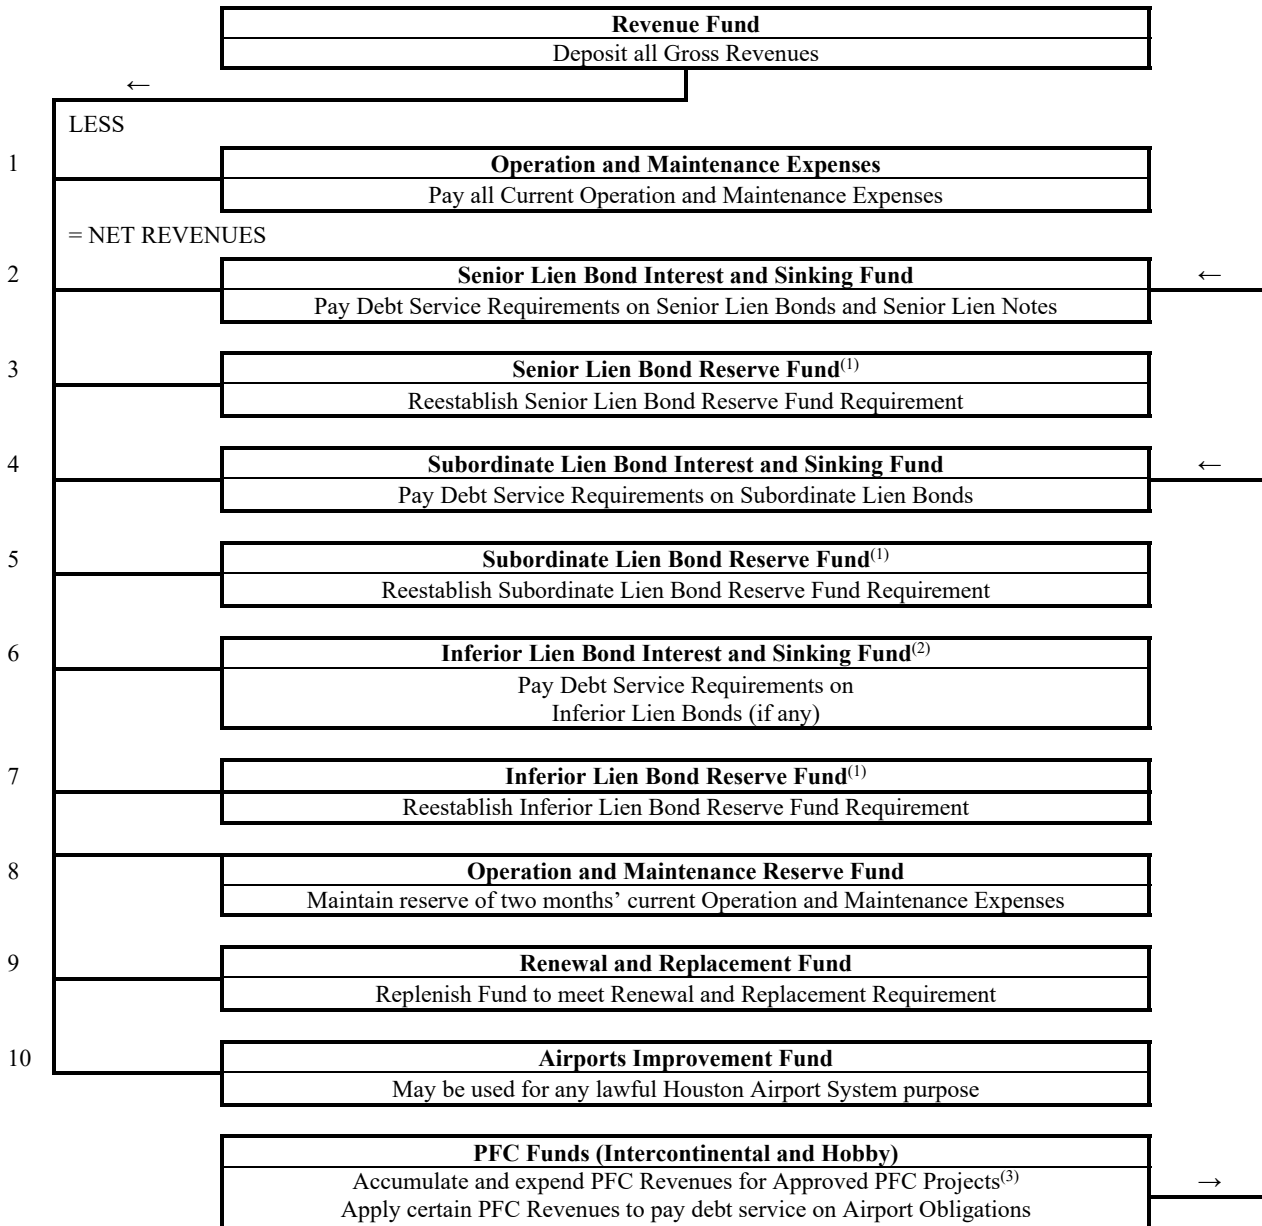 Revenue Fund
Deposit all Gross Revenues
←
LESS
1
Operation and Maintenance Expenses
Pay all Current Operation and Maintenance Expenses
= NET REVENUES
2
Senior Lien Bond Interest and Sinking Fund
←
Pay Debt Service Requirements on Senior Lien Bonds and Senior Lien Notes
3
Senior Lien Bond Reserve Fund(1)
Reestablish Senior Lien Bond Reserve Fund Requirement
4
Subordinate Lien Bond Interest and Sinking Fund
←
Pay Debt Service Requirements on Subordinate Lien Bonds
5
Subordinate Lien Bond Reserve Fund(1)
Reestablish Subordinate Lien Bond Reserve Fund Requirement
6
Inferior Lien Bond Interest and Sinking Fund(2)
Pay Debt Service Requirements on
Inferior Lien Bonds (if any)
7
Inferior Lien Bond Reserve Fund(1)
Reestablish Inferior Lien Bond Reserve Fund Requirement
8
Operation and Maintenance Reserve Fund
Maintain reserve of two months’ current Operation and Maintenance Expenses
9
Renewal and Replacement Fund
Replenish Fund to meet Renewal and Replacement Requirement
10
Airports Improvement Fund
May be used for any lawful Houston Airport System purpose
PFC Funds (Intercontinental and Hobby)
Accumulate and expend PFC Revenues for Approved PFC Projects(3)
→
Apply certain PFC Revenues to pay debt service on Airport Obligations